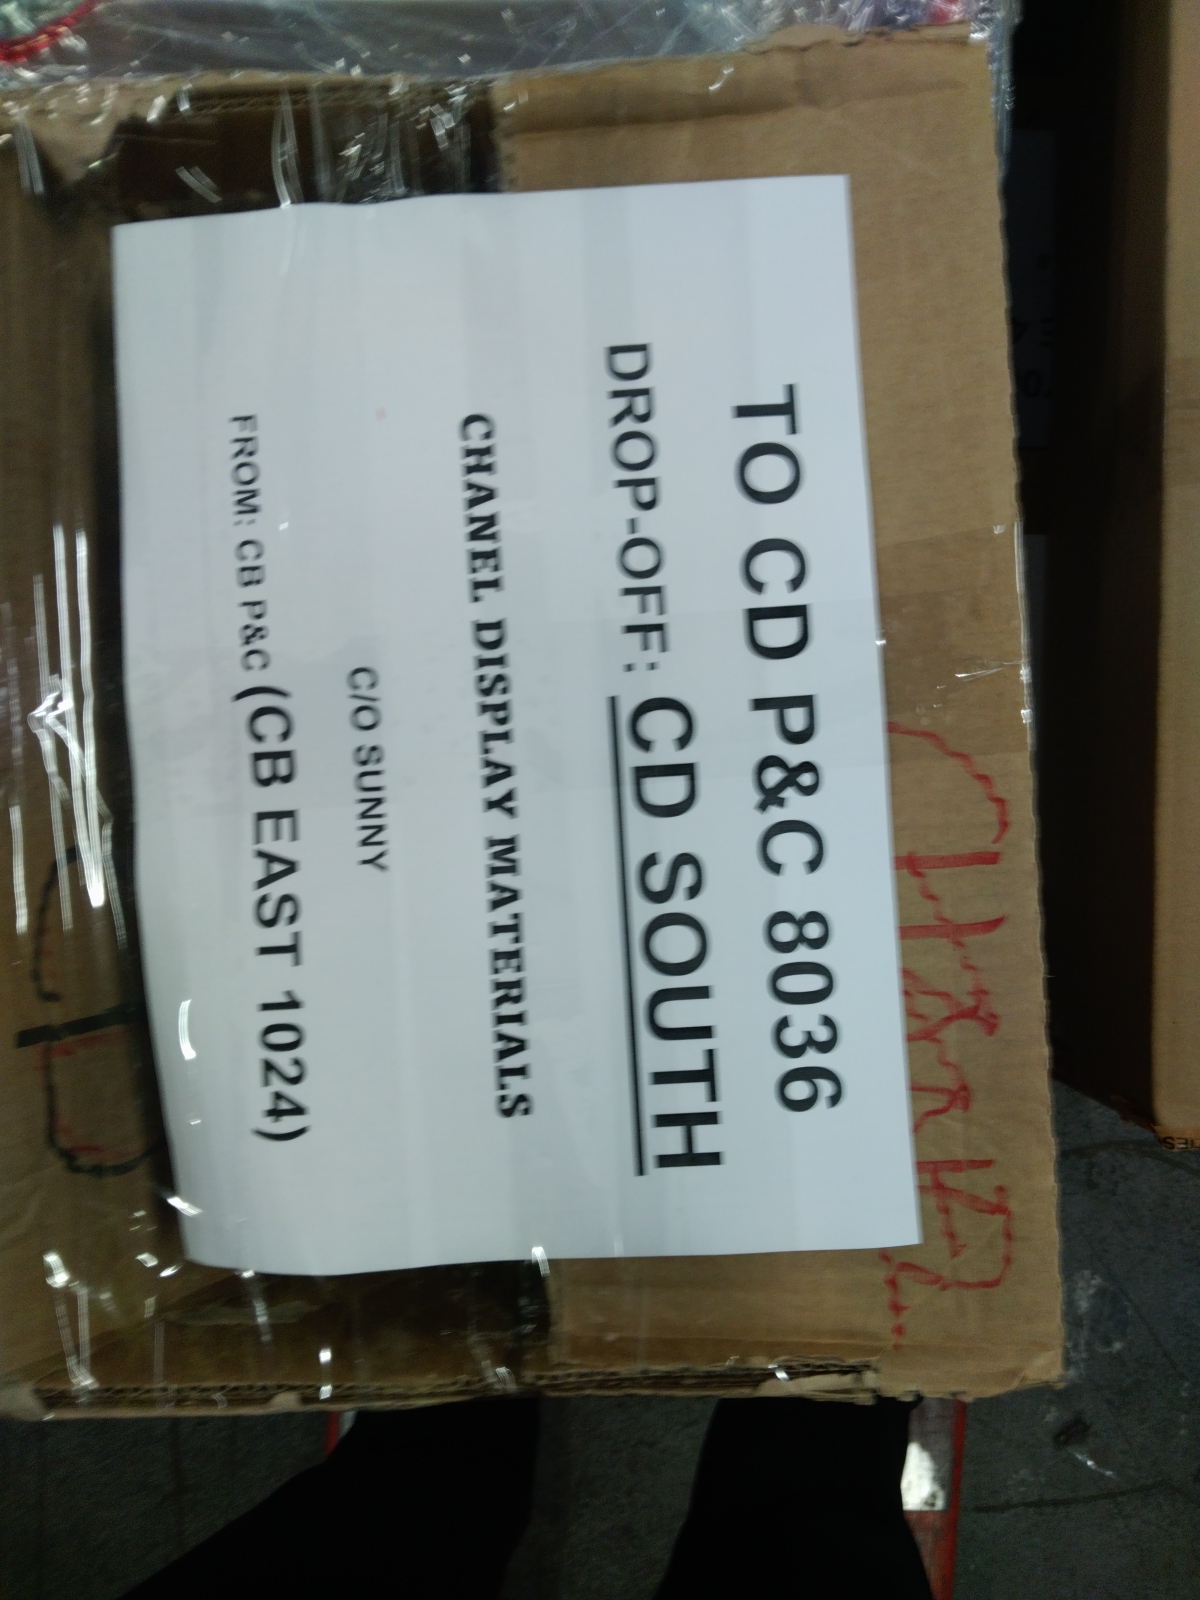 TO CD P&C 8036
DROP-OFF: CD SOUTH
CHANEL DISPLAY MATERIALS
C/O SUNNY
FROM: CB P&C (CB EAST 1024)